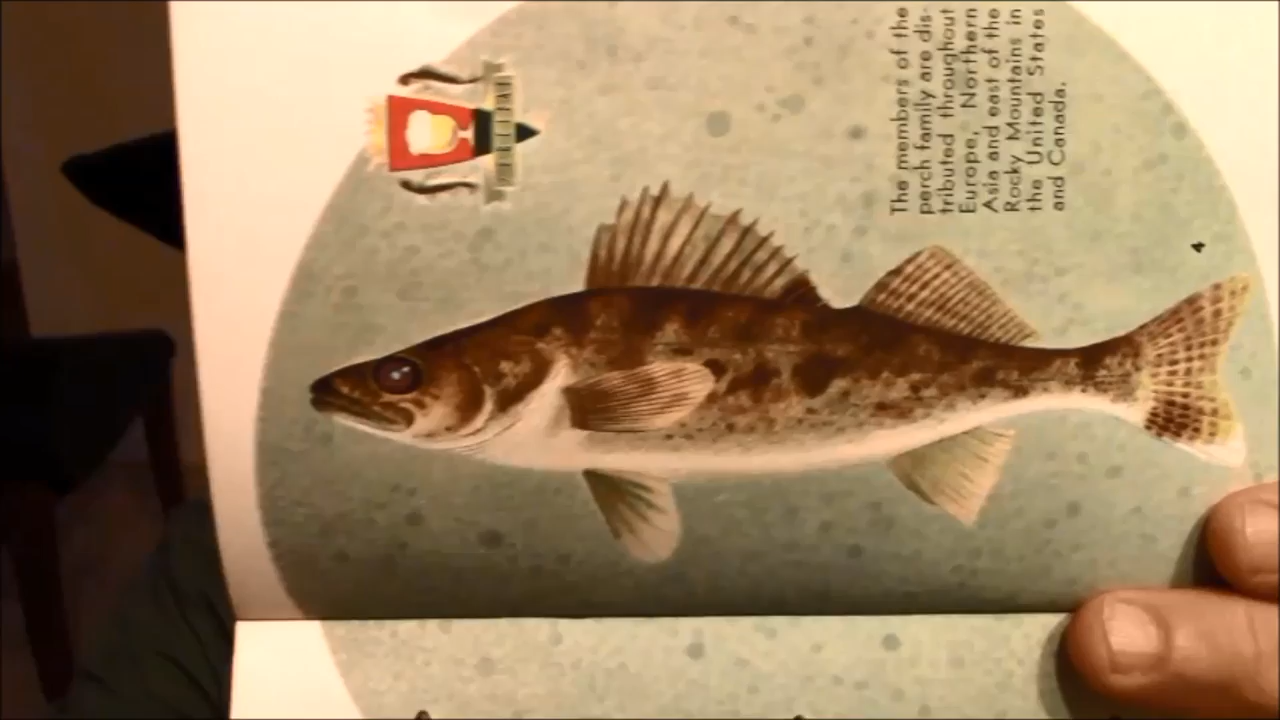 The members of the
perch family are dis-
tributed throughout
Europe, Northern
Asia and east of the
Rocky Mountains in
the United States
and Canada.
4